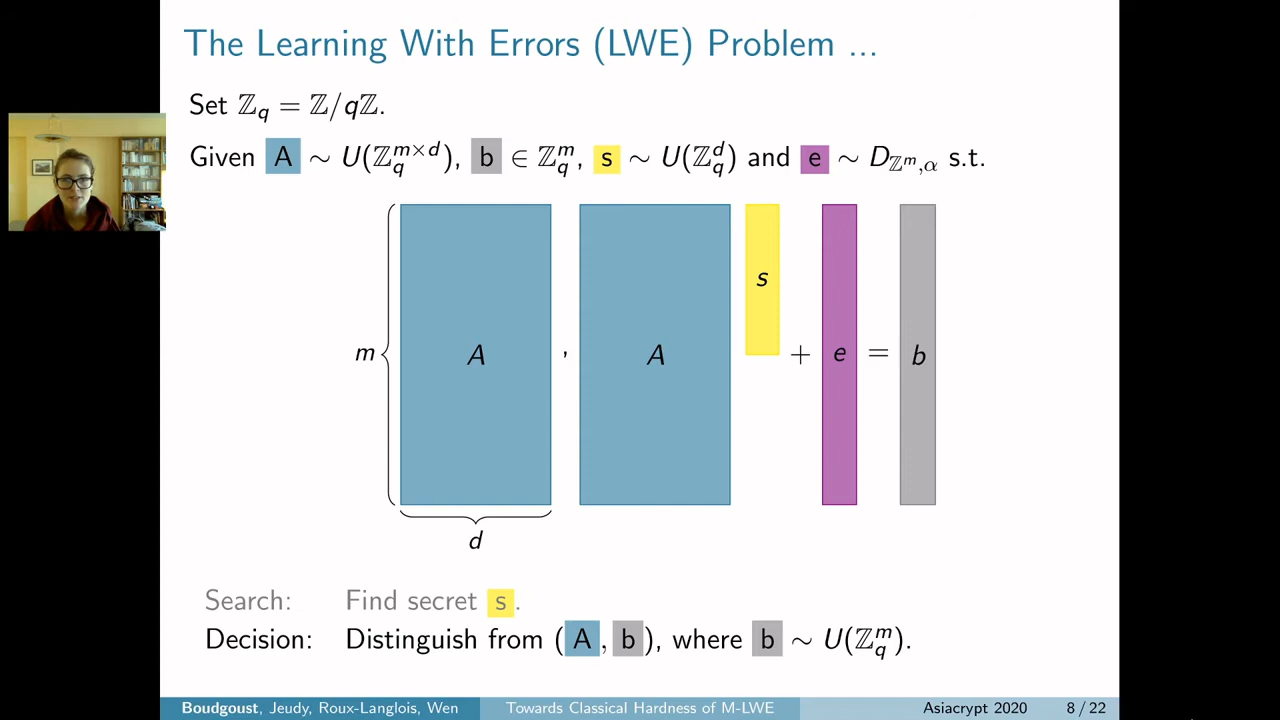 The Learning With Errors (LWE) Problem ...
Set ℤ_q = ℤ/qℤ.
Given A ∼ U(ℤ_q^{m×d}), b ∈ ℤ_q^m, s ∼ U(ℤ_q^d) and e ∼ D_{ℤ^m,α} s.t.
m A , A s + e = b
d
Search: Find secret s.
Decision: Distinguish from (A, b), where b ∼ U(ℤ_q^m).
Boudgoust, Jeudy, Roux-Langlois, Wen Towards Classical Hardness of M-LWE Asiacrypt 2020 8 / 22